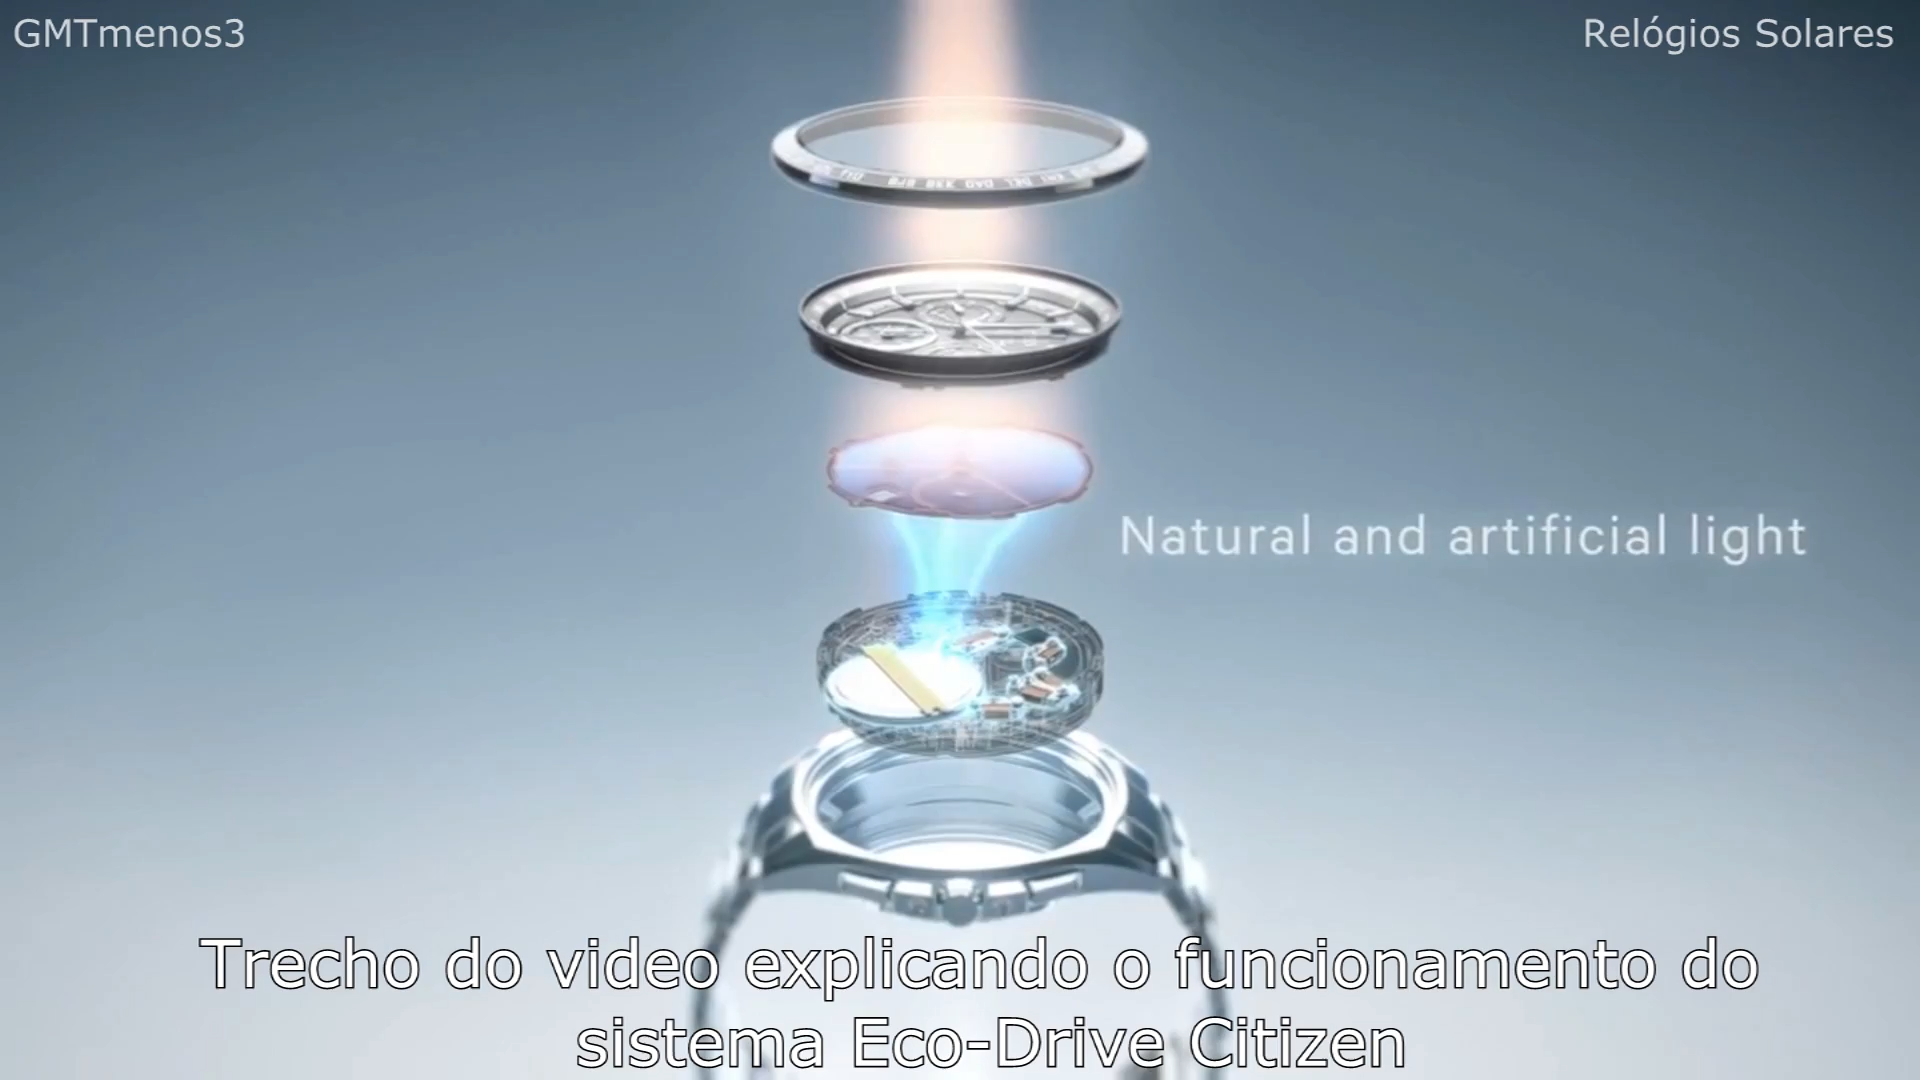 GMTmenos3
Relógios Solares
Natural and artificial light
Trecho do video explicando o funcionamento do
sistema Eco-Drive Citizen